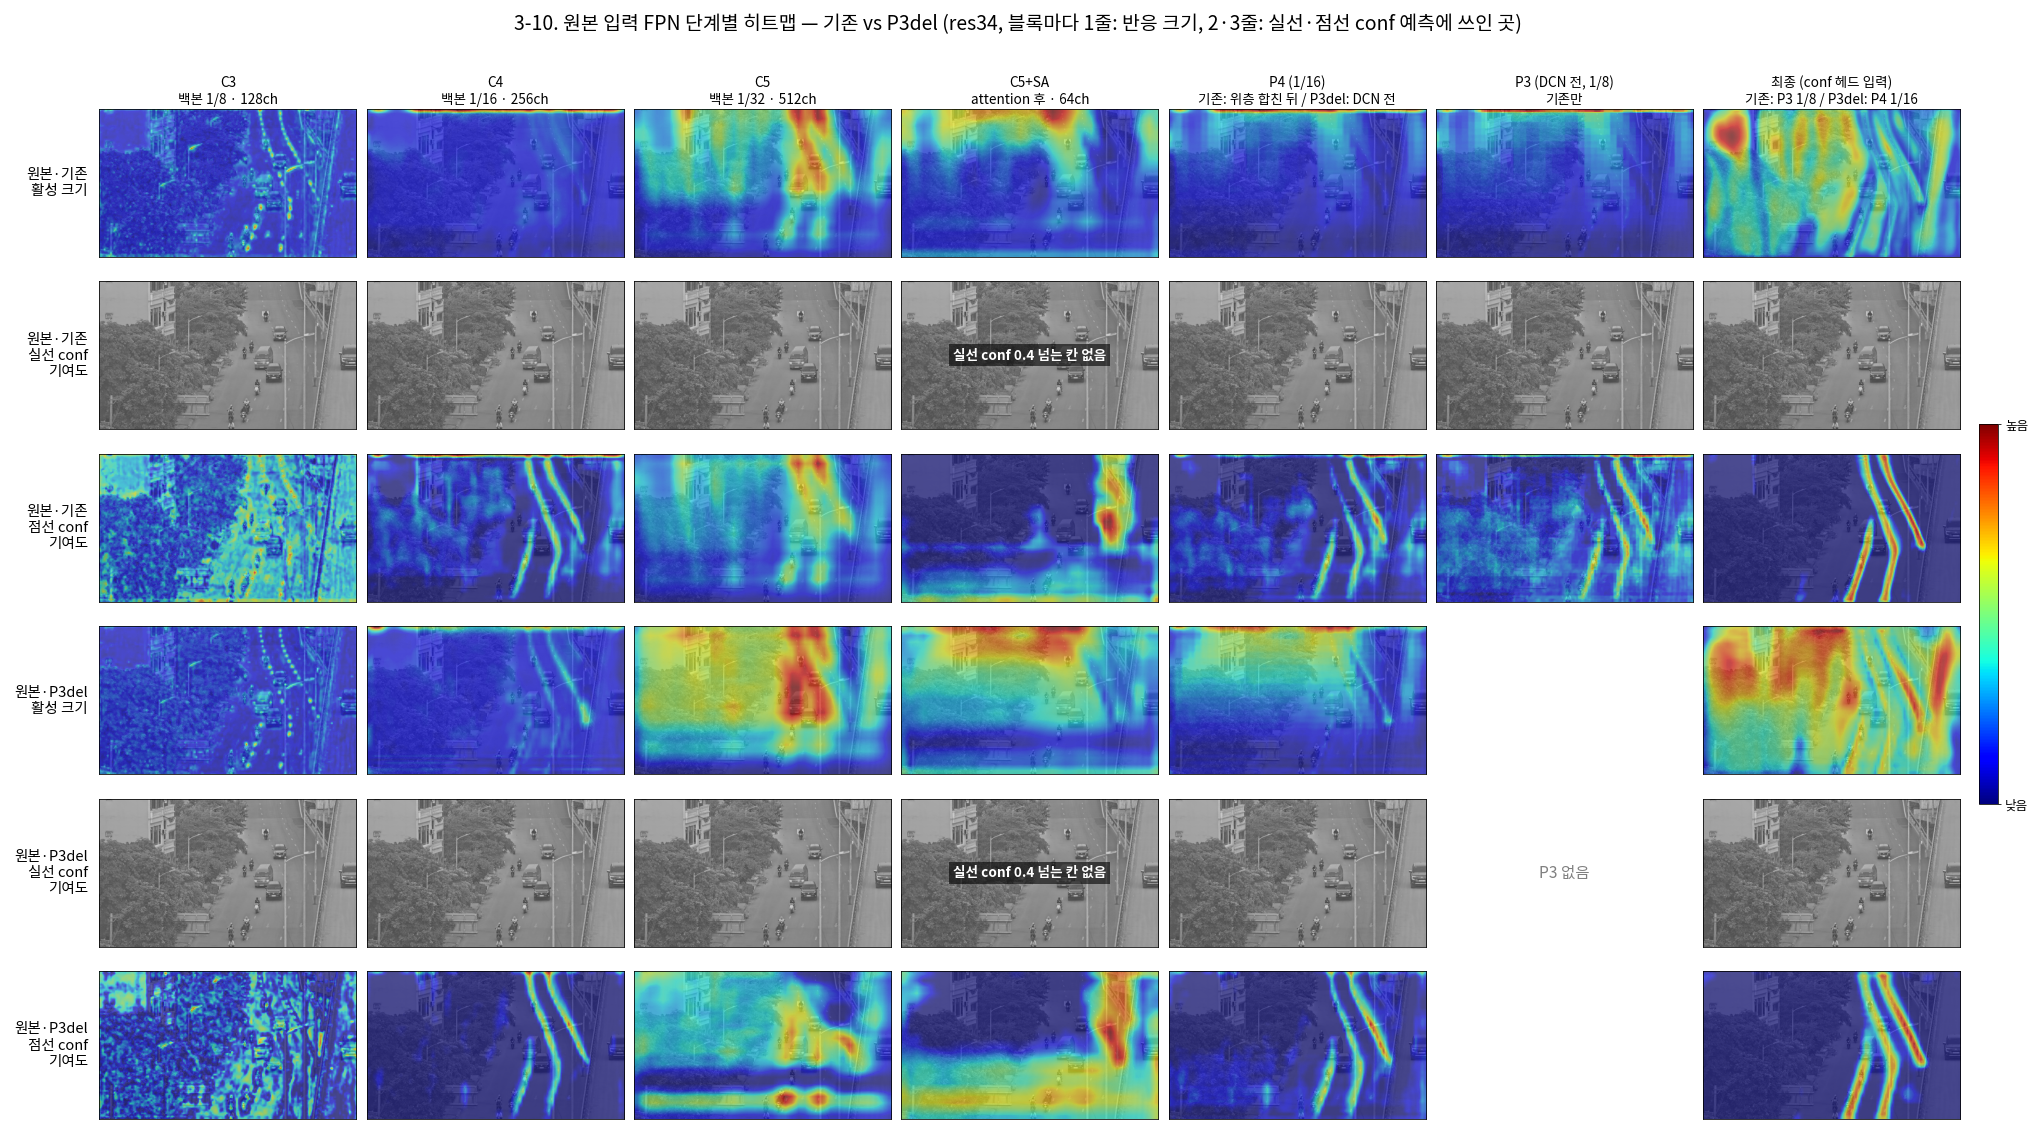 3-10. 원본 입력 FPN 단계별 히트맵 — 기존 vs P3del (res34, 블록마다 1줄: 반응 크기, 2·3줄: 실선·점선 conf 예측에 쓰인 곳)
C3
백본 1/8 · 128ch
C4
백본 1/16 · 256ch
C5
백본 1/32 · 512ch
C5+SA
attention 후 · 64ch
P4 (1/16)
기존: 위층 합친 뒤 / P3del: DCN 전
P3 (DCN 전, 1/8)
기존만
최종 (conf 헤드 입력)
기존: P3 1/8 / P3del: P4 1/16
원본·기존
활성 크기
원본·기존
실선 conf
기여도
실선 conf 0.4 넘는 칸 없음
원본·기존
점선 conf
기여도
원본·P3del
활성 크기
원본·P3del
실선 conf
기여도
실선 conf 0.4 넘는 칸 없음
P3 없음
원본·P3del
점선 conf
기여도
높음
낮음